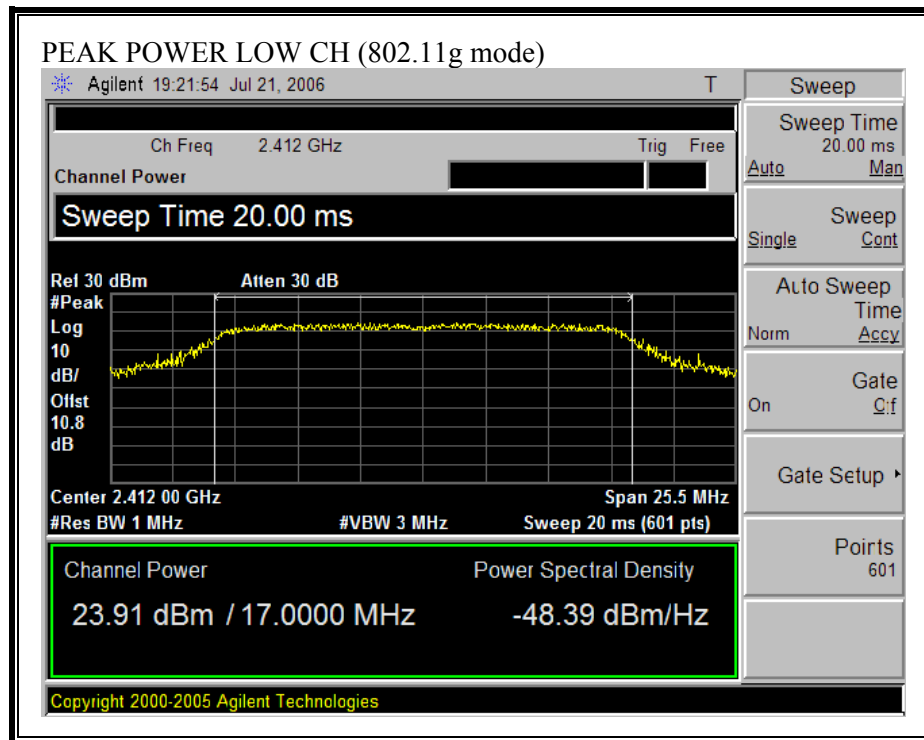 PEAK POWER LOW CH (802.11g mode)
Agilent 19:21:54 Jul 21, 2006 T
Ch Freq 2.412 GHz Trig Free
Channel Power
Sweep Time 20.00 ms
Ref 30 dBm Atten 30 dB
#Peak
Log
10
dB/
Offst
10.8
dB
Center 2.412 00 GHz Span 25.5 MHz
#Res BW 1 MHz #VBW 3 MHz Sweep 20 ms (601 pts)
Channel Power Power Spectral Density
23.91 dBm / 17.0000 MHz -48.39 dBm/Hz
Copyright 2000-2005 Agilent Technologies
Sweep
Sweep Time
20.00 ms
Auto Man
Sweep
Single Cont
Auto Sweep
Time
Norm Accy
Gate
On Off
Gate Setup
Points
601